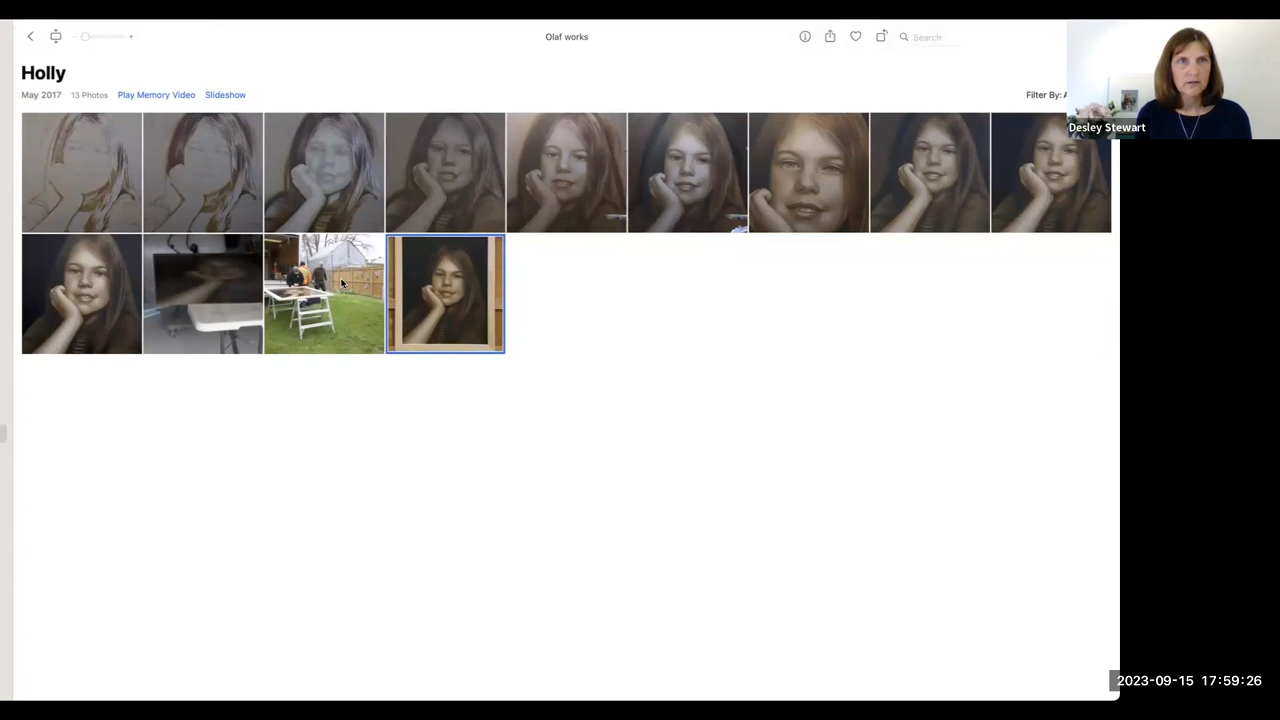 Olaf works
Search
Holly
May 2017 13 Photos Play Memory Video Slideshow
Filter By: A
Desley Stewart
2023-09-15 17:59:26